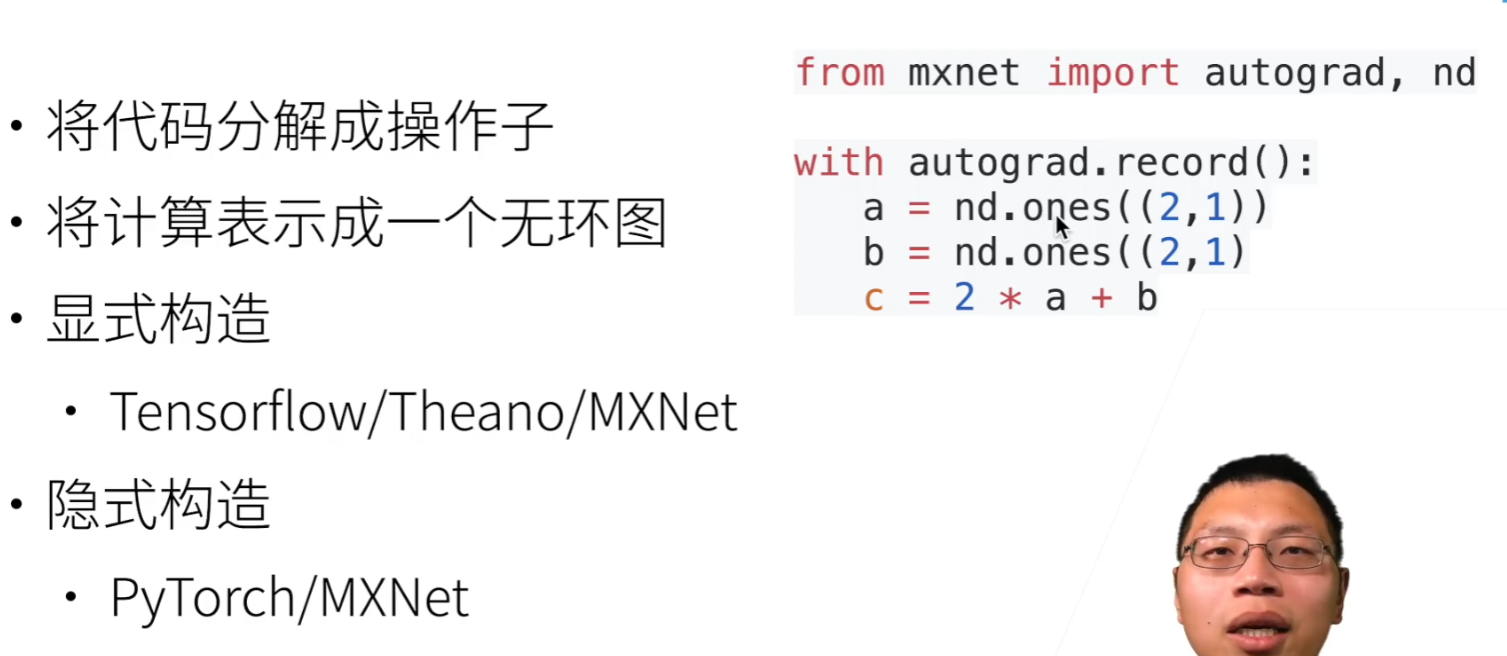 • 将代码分解成操作子
• 将计算表示成一个无环图
• 显式构造
• Tensorflow/Theano/MXNet
• 隐式构造
• PyTorch/MXNet
from mxnet import autograd, nd
with autograd.record():
a = nd.ones((2,1))
b = nd.ones((2,1)
c = 2 * a + b